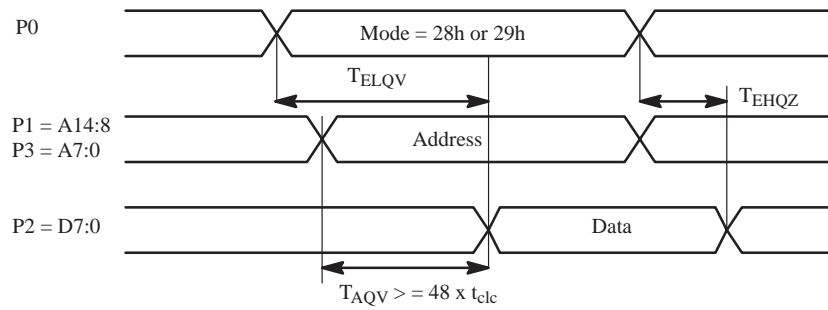 P0
Mode = 28h or 29h
TELQV
TEHQZ
P1 = A14:8
P3 = A7:0
Address
P2 = D7:0
Data
TAQV > = 48 x tclc